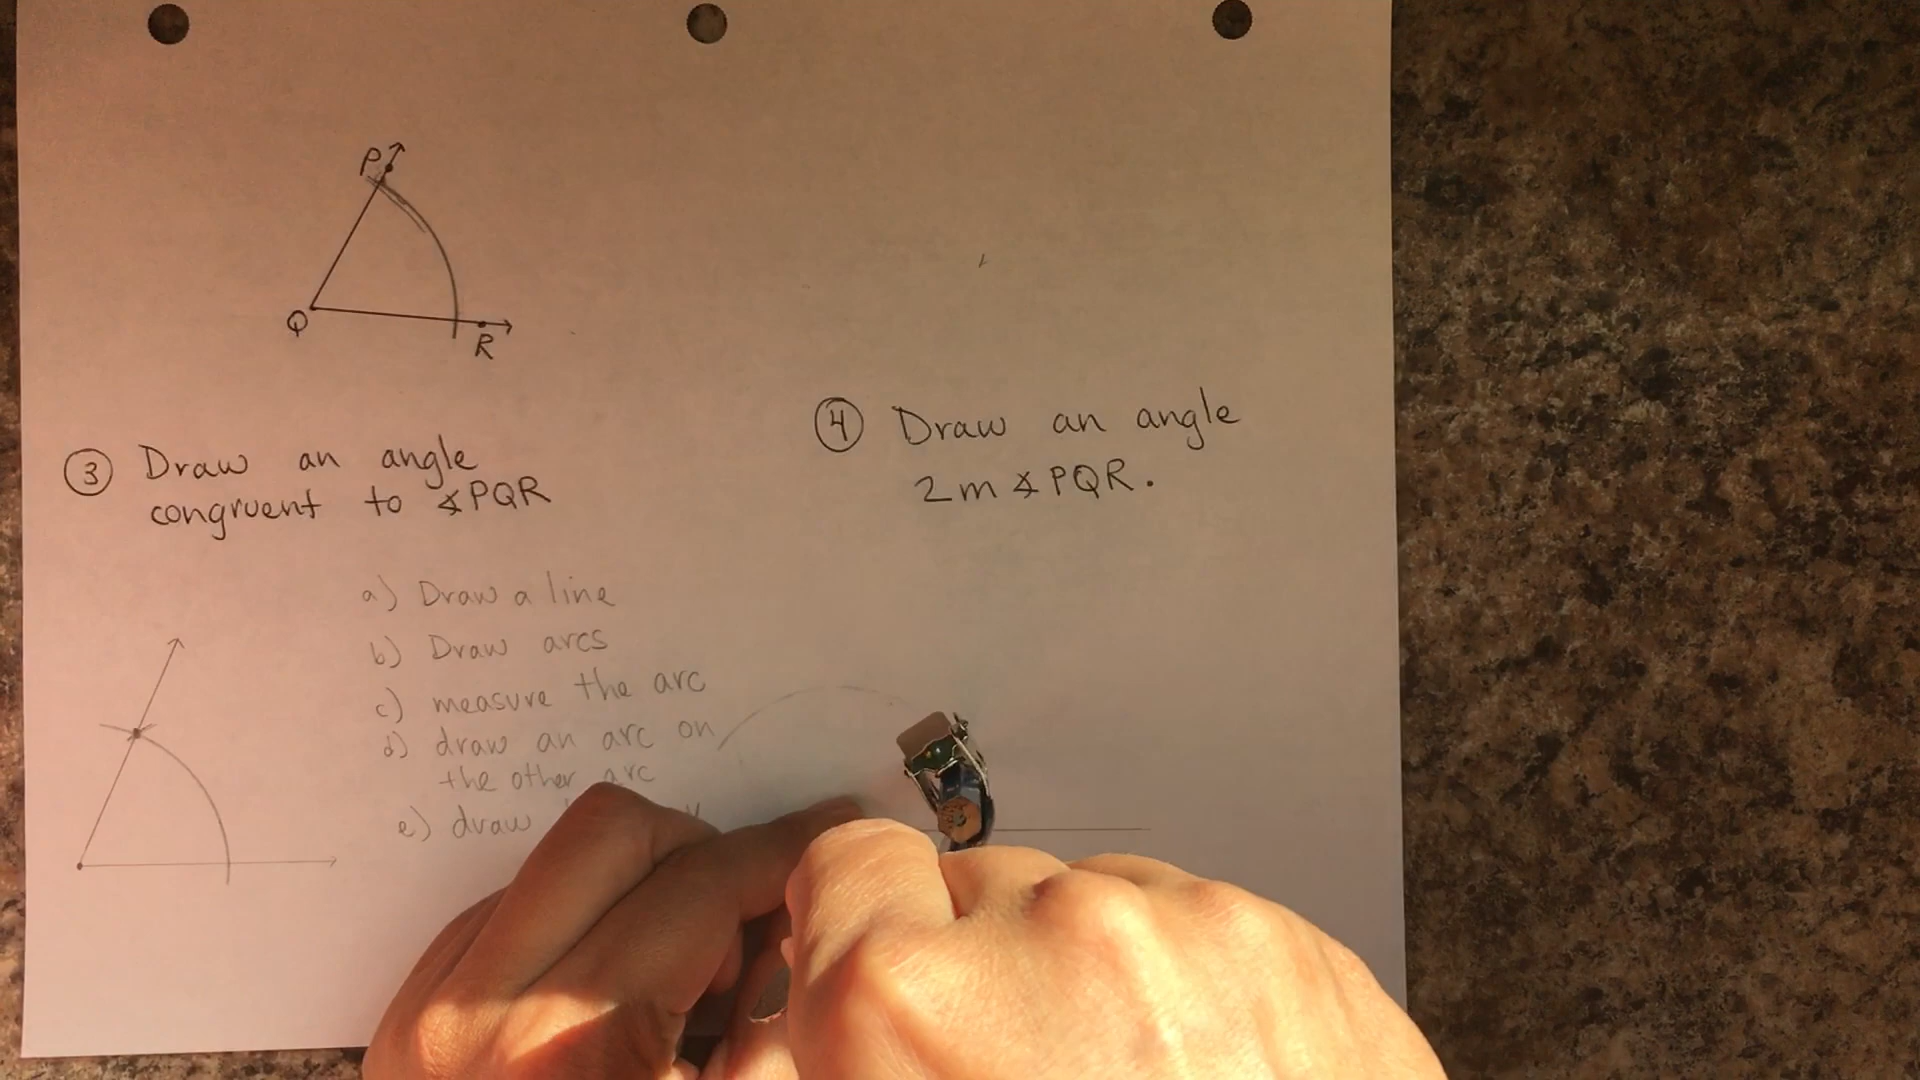 P
Q
R
③ Draw an angle
congruent to ∡PQR
④ Draw an angle
2m∡PQR.
a) Draw a line
b) Draw arcs
c) measure the arc
d) draw an arc on
the other arc
e) draw